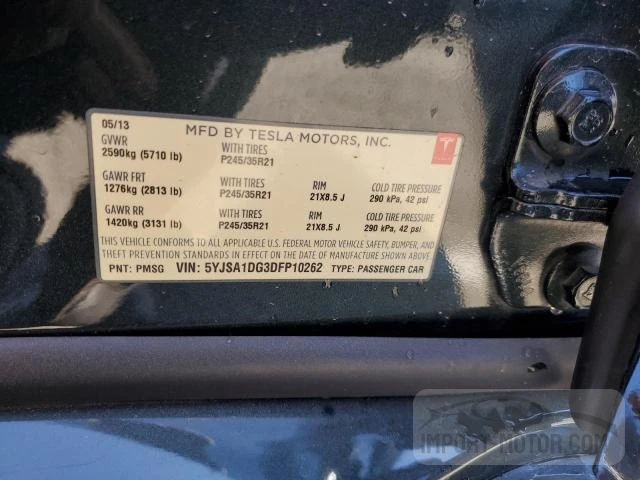 05/13 MFD BY TESLA MOTORS, INC.
GVWR WITH TIRES
2590kg (5710 lb) P245/35R21
GAWR FRT WITH TIRES RIM COLD TIRE PRESSURE
1276kg (2813 lb) P245/35R21 21X8.5 J 290 kPa, 42 psi
GAWR RR WITH TIRES RIM COLD TIRE PRESSURE
1420kg (3131 lb) P245/35R21 21X8.5 J 290 kPa, 42 psi
THIS VEHICLE CONFORMS TO ALL APPLICABLE U.S. FEDERAL MOTOR VEHICLE SAFETY, BUMPER, AND
THEFT PREVENTION STANDARDS IN EFFECT ON THE DATE OF MANUFACTURE SHOWN ABOVE.
PNT: PMSG VIN: 5YJSA1DG3DFP10262 TYPE: PASSENGER CAR
IMPORT-MOTOR.COM